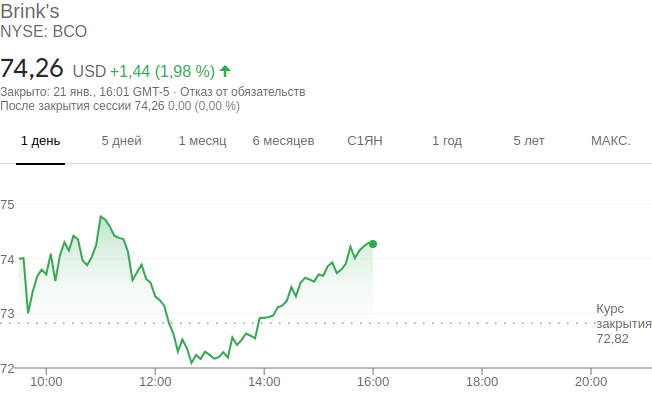 Brink's
NYSE: BCO
74,26 USD +1,44 (1,98 %)
Закрыто: 21 янв., 16:01 GMT-5 · Отказ от обязательств
После закрытия сессии 74,26 0,00 (0,00 %)
1 день 5 дней 1 месяц 6 месяцев С1ЯН 1 год 5 лет МАКС.
75
74
73
72
Курс
закрытия
72,82
10:00 12:00 14:00 16:00 18:00 20:00